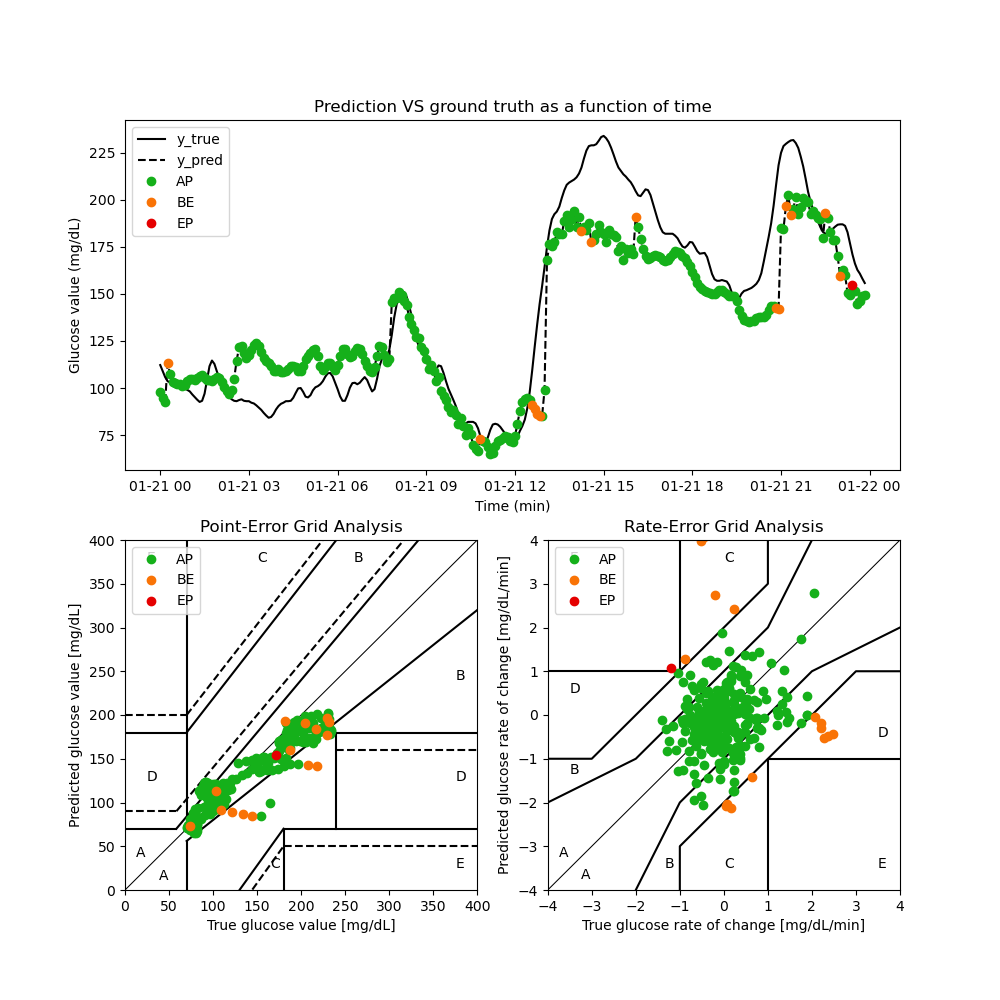 Prediction VS ground truth as a function of time
Glucose value (mg/dL)
225
200
175
150
125
100
75
y_true
y_pred
AP
BE
EP
01-21 00 01-21 03 01-21 06 01-21 09 01-21 12 01-21 15 01-21 18 01-21 21 01-22 00
Time (min)
Point-Error Grid Analysis
Predicted glucose value [mg/dL]
400
350
300
250
200
150
100
50
0
AP
BE
EP
C
B
B
D
D
A
A
C
E
0 50 100 150 200 250 300 350 400
True glucose value [mg/dL]
Rate-Error Grid Analysis
Predicted glucose rate of change [mg/dL/min]
4
3
2
1
0
−1
−2
−3
−4
AP
BE
EP
C
D
D
B
A
A
B
C
E
−4 −3 −2 −1 0 1 2 3 4
True glucose rate of change [mg/dL/min]